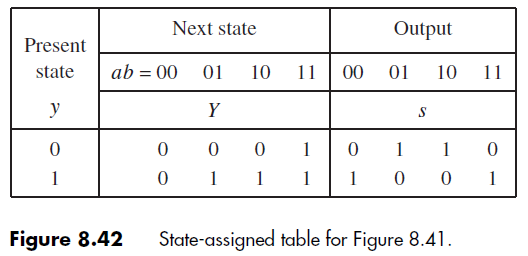 Next state Output
Present
state ab = 00 01 10 11 00 01 10 11
y Y s
0 0 0 0 1 0 1 1 0
1 0 1 1 1 1 0 0 1
Figure 8.42 State-assigned table for Figure 8.41.